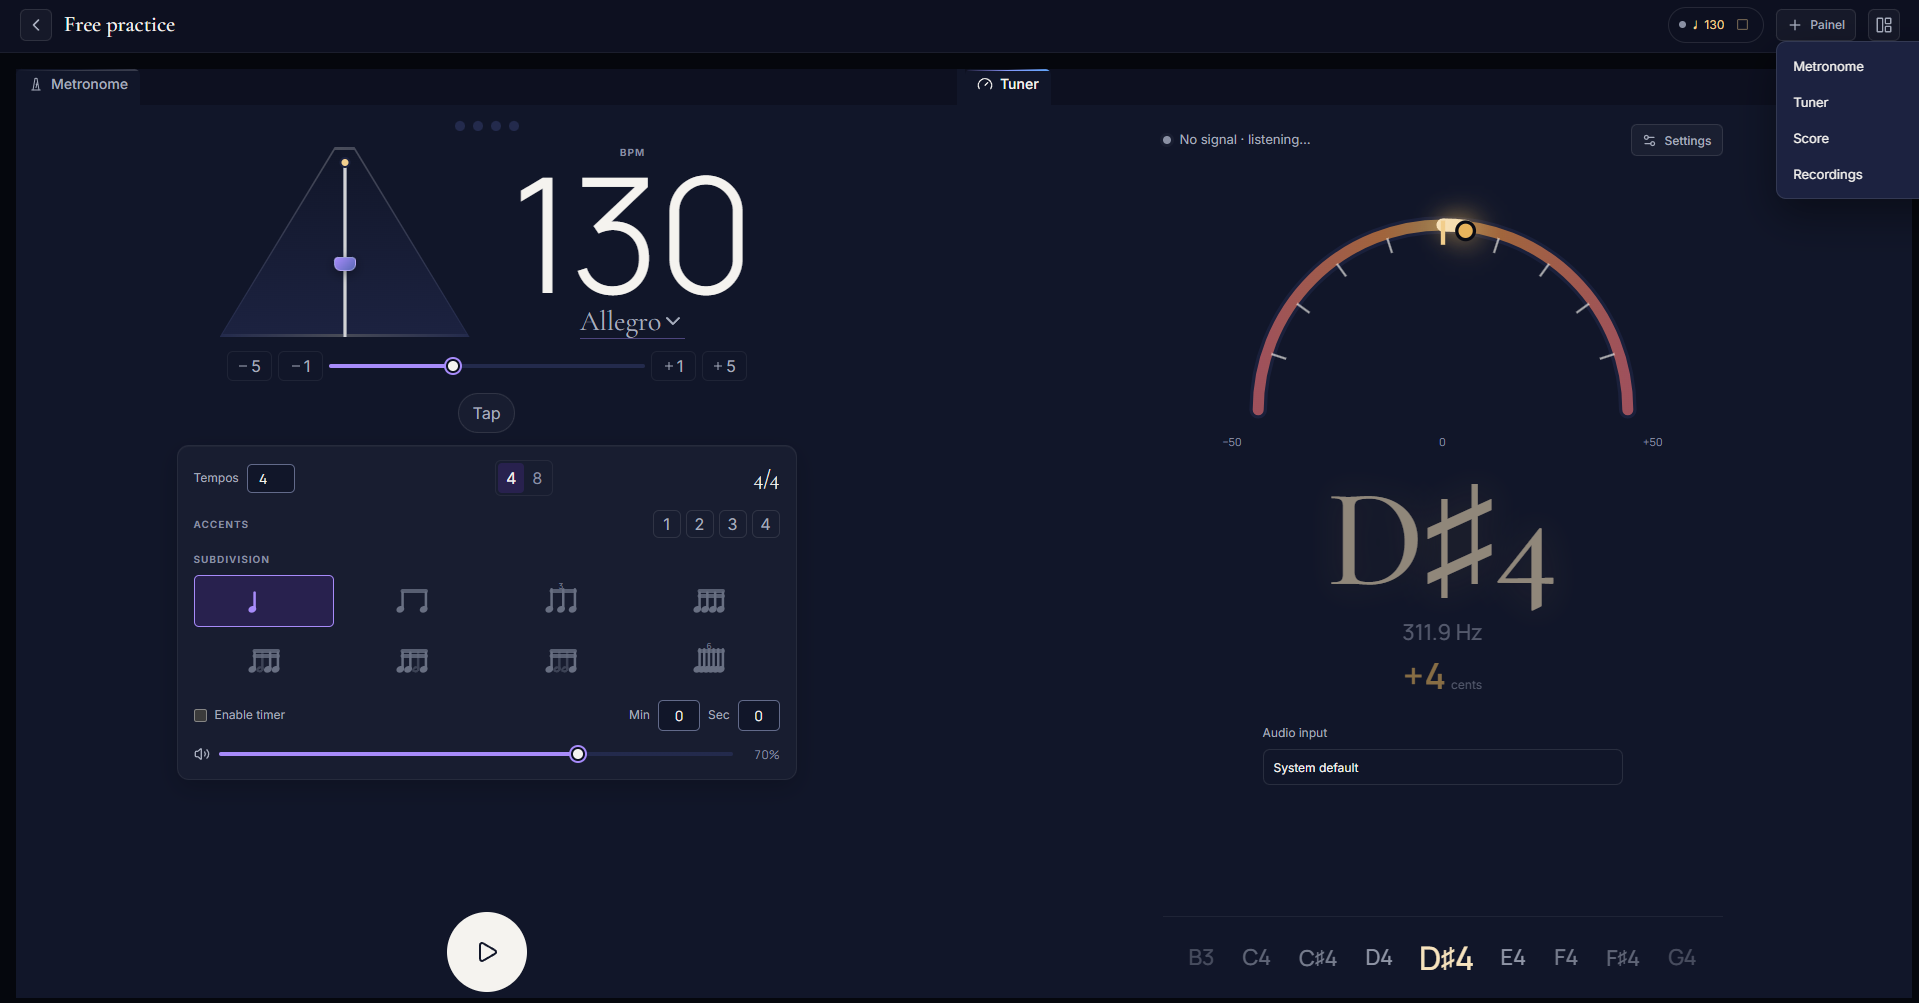 Free practice
130
Painel
Metronome
Tuner
Score
Recordings
Metronome
Tuner
BPM
130
Allegro
− 5
− 1
+ 1
+ 5
Tap
Tempos
4
4
8
4/4
ACCENTS
1
2
3
4
SUBDIVISION
3
6
Enable timer
Min
0
Sec
0
70%
No signal · listening...
Settings
−50
0
+50
D♯4
311.9 Hz
+4 cents
Audio input
System default
B3
C4
C♯4
D4
D♯4
E4
F4
F♯4
G4